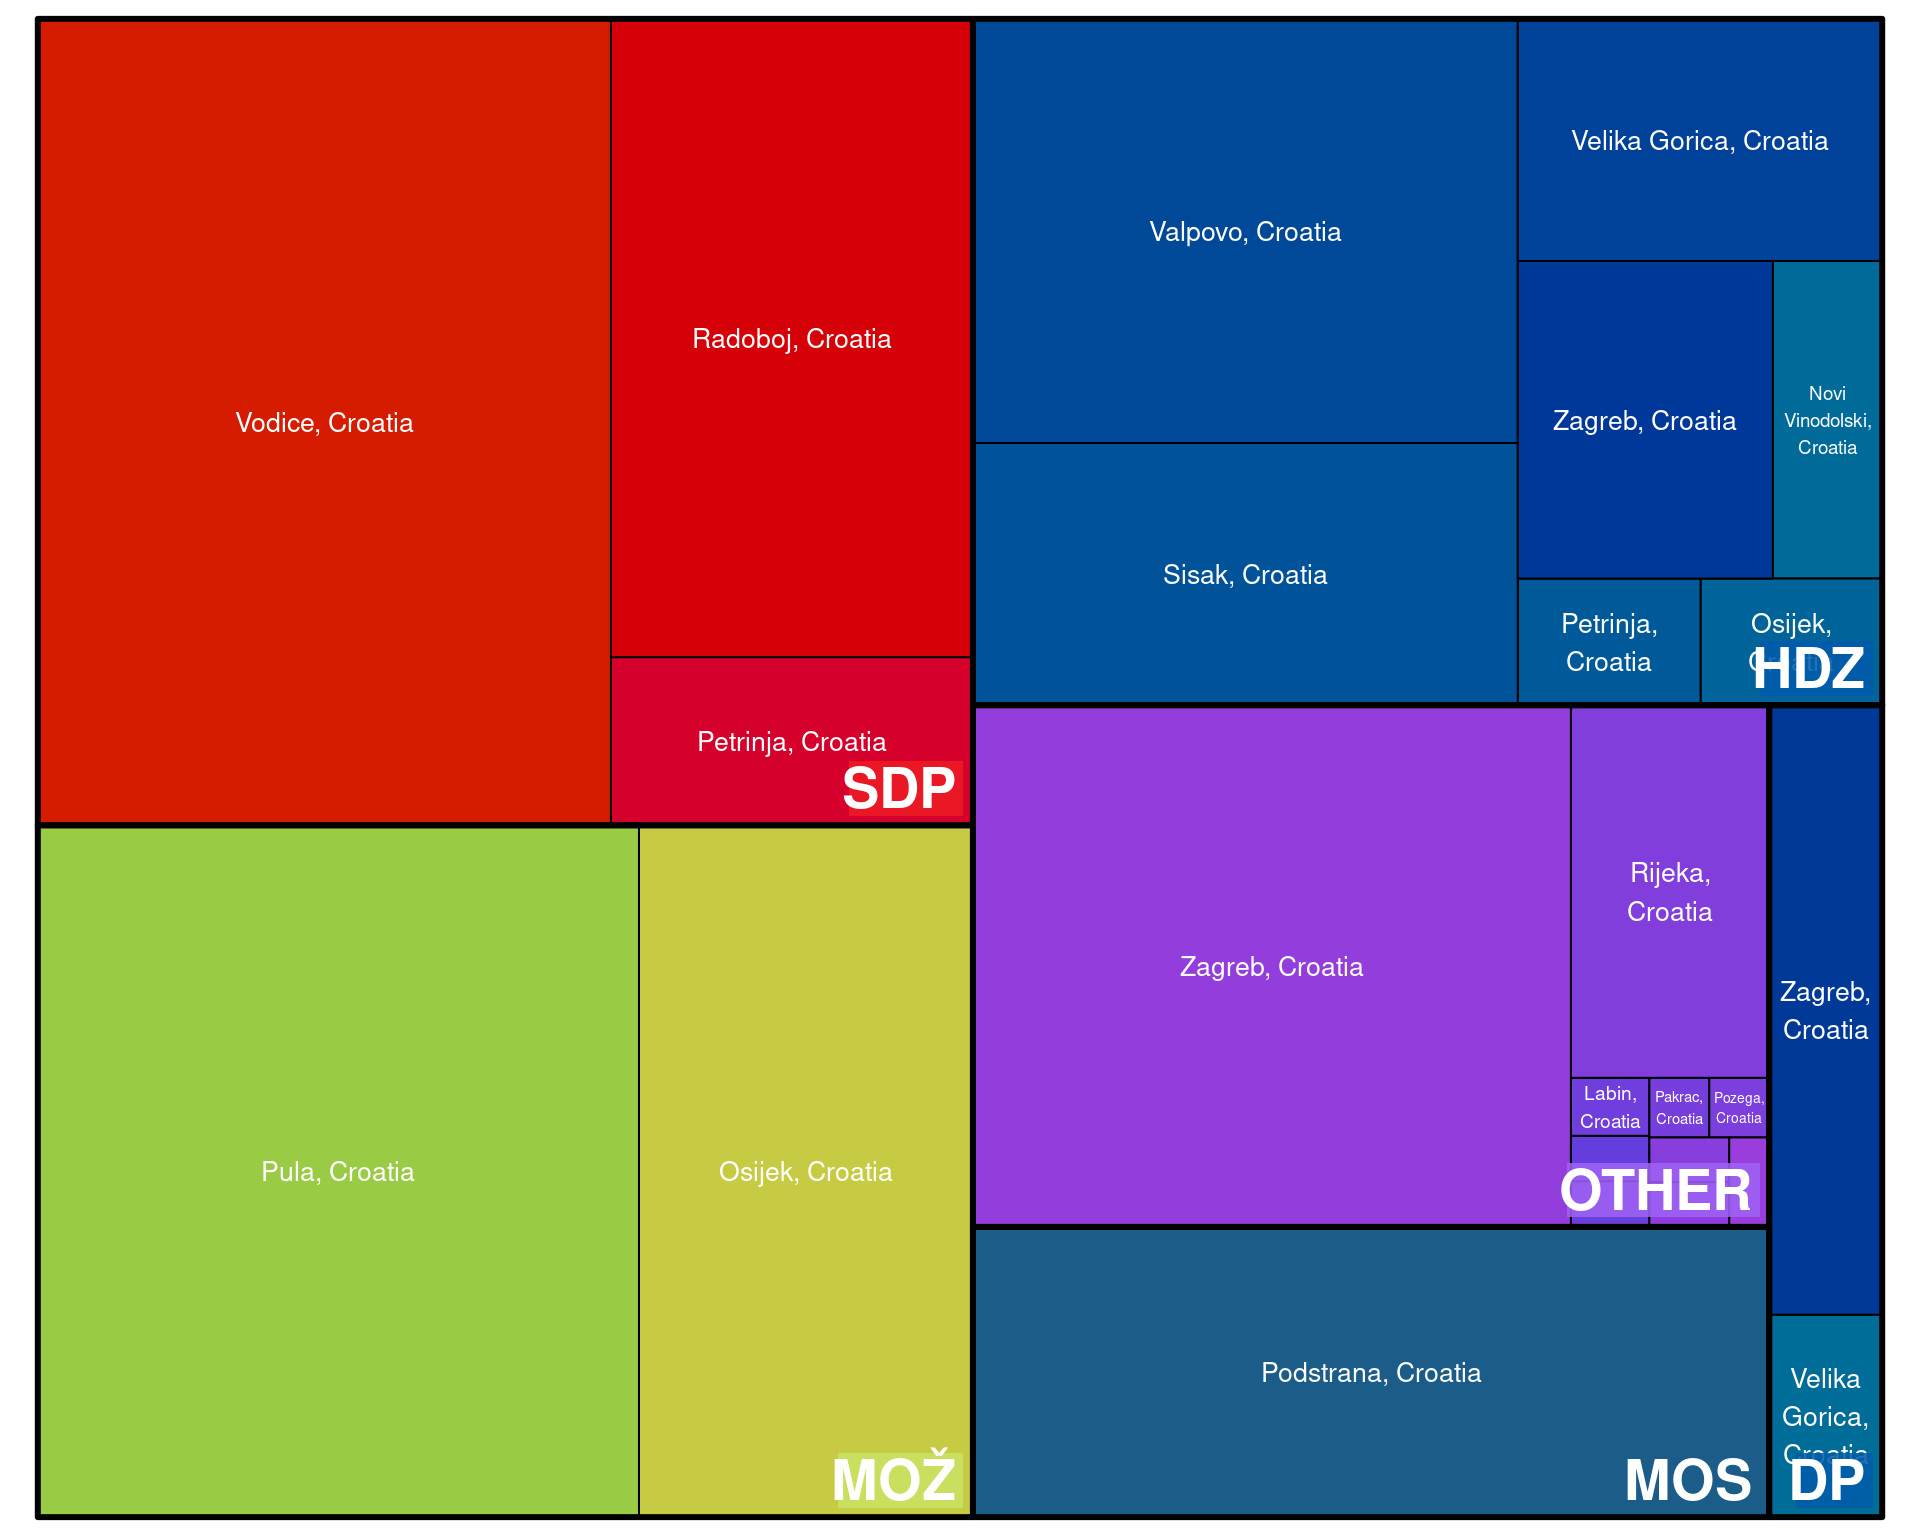 Vodice, Croatia
Radoboj, Croatia
Petrinja, Croatia
SDP
Pula, Croatia
Osijek, Croatia
MOŽ
Valpovo, Croatia
Sisak, Croatia
Velika Gorica, Croatia
Zagreb, Croatia
Novi
Vinodolski,
Croatia
Petrinja,
Croatia
Osijek,
Croatia
HDZ
Zagreb, Croatia
Rijeka,
Croatia
Labin,
Croatia
Pakrac,
Croatia
Pozega,
Croatia
OTHER
Podstrana, Croatia
MOS
Zagreb,
Croatia
Velika
Gorica,
Croatia
DP